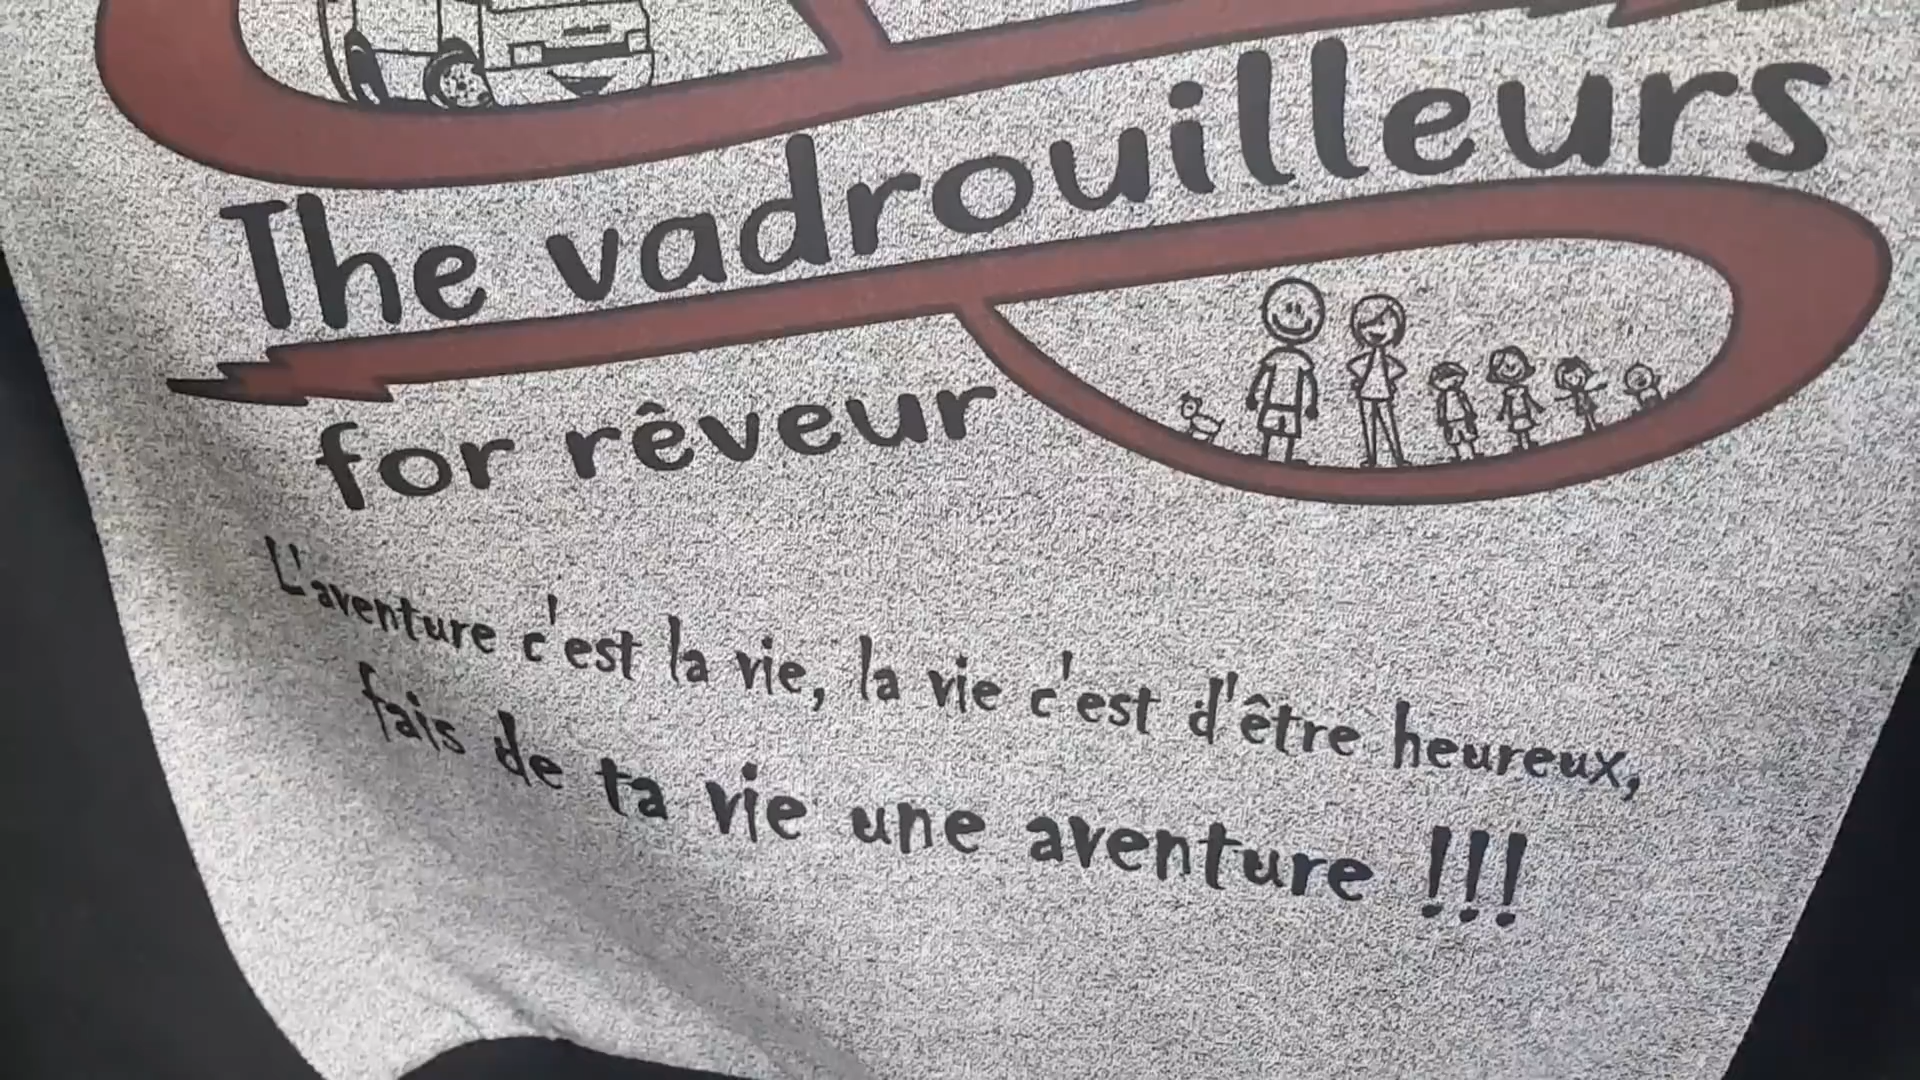 The vadrouilleurs
for rêveur
L'aventure c'est la vie, la vie c'est d'être heureux,
fais de ta vie une aventure !!!